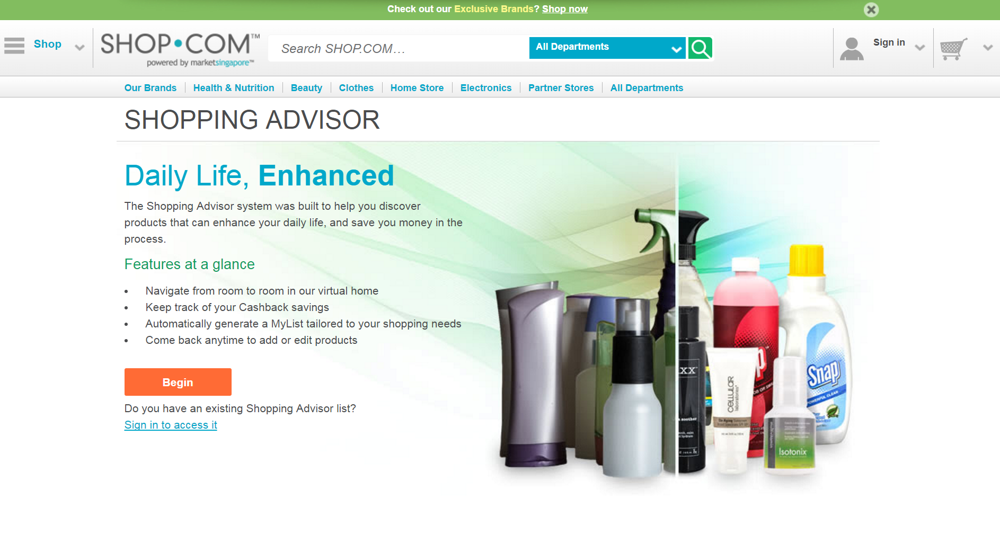 Check out our Exclusive Brands? Shop now
Shop
SHOP•COM™
powered by marketsingapore™
Search SHOP.COM...
All Departments
Sign in
Our Brands
Health & Nutrition
Beauty
Clothes
Home Store
Electronics
Partner Stores
All Departments
SHOPPING ADVISOR
Daily Life, Enhanced
The Shopping Advisor system was built to help you discover
products that can enhance your daily life, and save you money in the
process.
Features at a glance
• Navigate from room to room in our virtual home
• Keep track of your Cashback savings
• Automatically generate a MyList tailored to your shopping needs
• Come back anytime to add or edit products
Begin
Do you have an existing Shopping Advisor list?
Sign in to access it
XX
soother
CELLULAR
laboratories
Snap
POWERFUL CLEAN
Isotonix